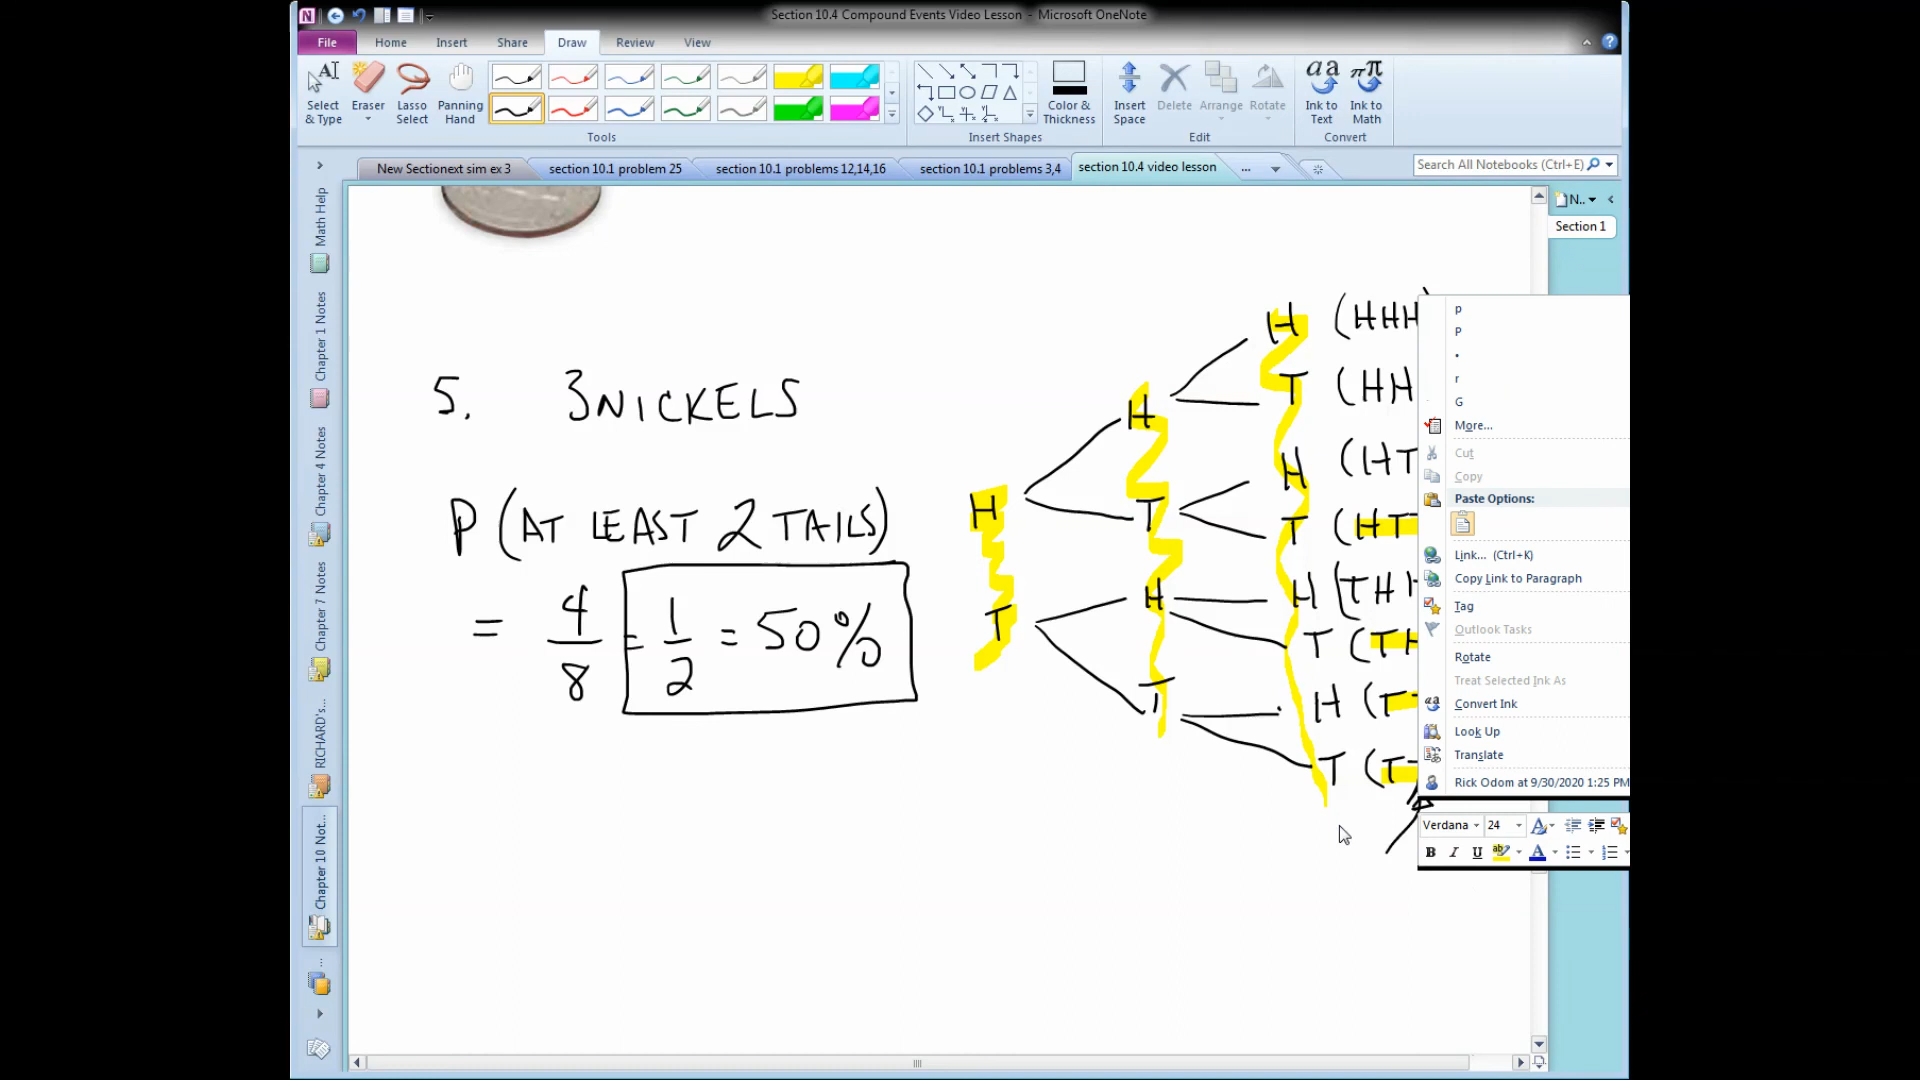 Section 10.4 Compound Events Video Lesson - Microsoft OneNote
File Home Insert Share Draw Review View
Select & Type
Eraser
Lasso Select
Panning Hand
Color & Thickness
Insert Space
Delete
Arrange
Rotate
Ink to Text
Ink to Math
Tools
Insert Shapes
Edit
Convert
New Sectionext sim ex 3
section 10.1 problem 25
section 10.1 problems 12,14,16
section 10.1 problems 3,4
section 10.4 video lesson
...
Search All Notebooks (Ctrl+E)
N..
Section 1
Math Help
Chapter 1 Notes
Chapter 4 Notes
Chapter 7 Notes
RICHARD's...
Chapter 10 Not...
5. 3 NICKELS
P (AT LEAST 2 TAILS)
= 4/8 = 1/2 = 50%
H
T
H
T
H
T
H (HHH)
T (HH
H (HT
T (HT
H (TH
T (TH
H (T
T (T
p
P
•
r
G
More...
Cut
Copy
Paste Options:
Link... (Ctrl+K)
Copy Link to Paragraph
Tag
Outlook Tasks
Rotate
Treat Selected Ink As
Convert Ink
Look Up
Translate
Rick Odom at 9/30/2020 1:25 PM
Verdana 24
B I U ab A